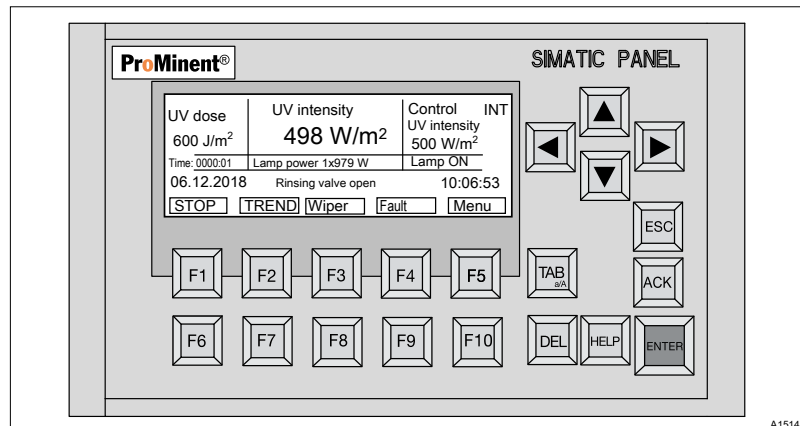 ProMinent®
SIMATIC PANEL
UV dose
600 J/m²
UV intensity
498 W/m²
Control INT
UV intensity
500 W/m²
Time: 0000:01
Lamp power 1x979 W
Lamp ON
06.12.2018 Rinsing valve open 10:06:53
STOP TREND Wiper Fault Menu
ESC
F1 F2 F3 F4 F5 TAB
a/A
ACK
F6 F7 F8 F9 F10 DEL HELP ENTER
A1514